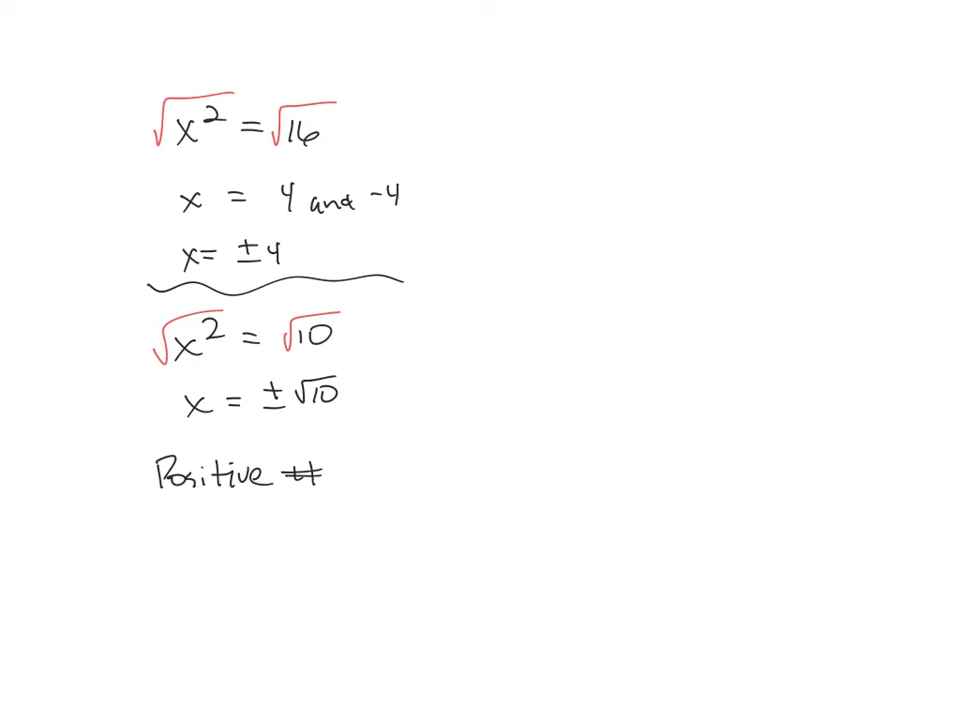 √x² = √16
x = 4 and -4
x = ±4
√x² = √10
x = ±√10
Positive #